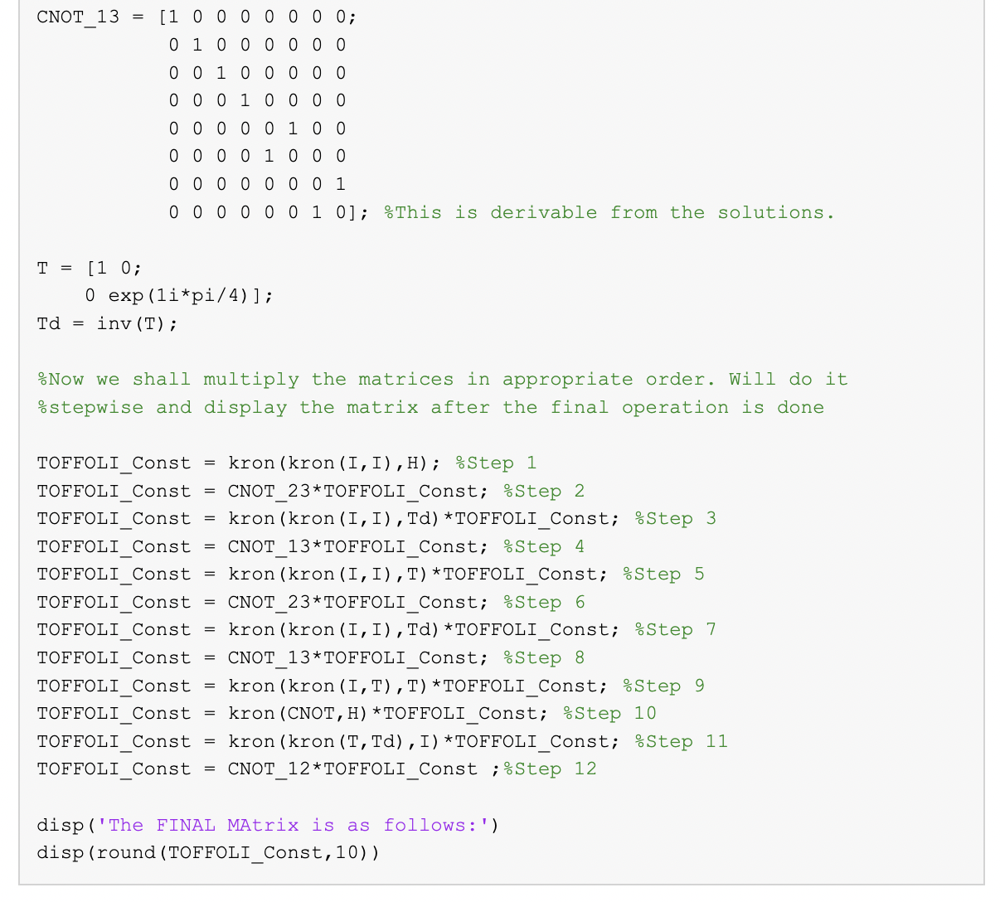 CNOT_13 = [1 0 0 0 0 0 0 0;
0 1 0 0 0 0 0 0
0 0 1 0 0 0 0 0
0 0 0 1 0 0 0 0
0 0 0 0 0 1 0 0
0 0 0 0 1 0 0 0
0 0 0 0 0 0 0 1
0 0 0 0 0 0 1 0]; %This is derivable from the solutions.
T = [1 0;
0 exp(1i*pi/4)];
Td = inv(T);
%Now we shall multiply the matrices in appropriate order. Will do it
%stepwise and display the matrix after the final operation is done
TOFFOLI_Const = kron(kron(I,I),H); %Step 1
TOFFOLI_Const = CNOT_23*TOFFOLI_Const; %Step 2
TOFFOLI_Const = kron(kron(I,I),Td)*TOFFOLI_Const; %Step 3
TOFFOLI_Const = CNOT_13*TOFFOLI_Const; %Step 4
TOFFOLI_Const = kron(kron(I,I),T)*TOFFOLI_Const; %Step 5
TOFFOLI_Const = CNOT_23*TOFFOLI_Const; %Step 6
TOFFOLI_Const = kron(kron(I,I),Td)*TOFFOLI_Const; %Step 7
TOFFOLI_Const = CNOT_13*TOFFOLI_Const; %Step 8
TOFFOLI_Const = kron(kron(I,T),T)*TOFFOLI_Const; %Step 9
TOFFOLI_Const = kron(CNOT,H)*TOFFOLI_Const; %Step 10
TOFFOLI_Const = kron(kron(T,Td),I)*TOFFOLI_Const; %Step 11
TOFFOLI_Const = CNOT_12*TOFFOLI_Const ;%Step 12
disp('The FINAL MAtrix is as follows:')
disp(round(TOFFOLI_Const,10))